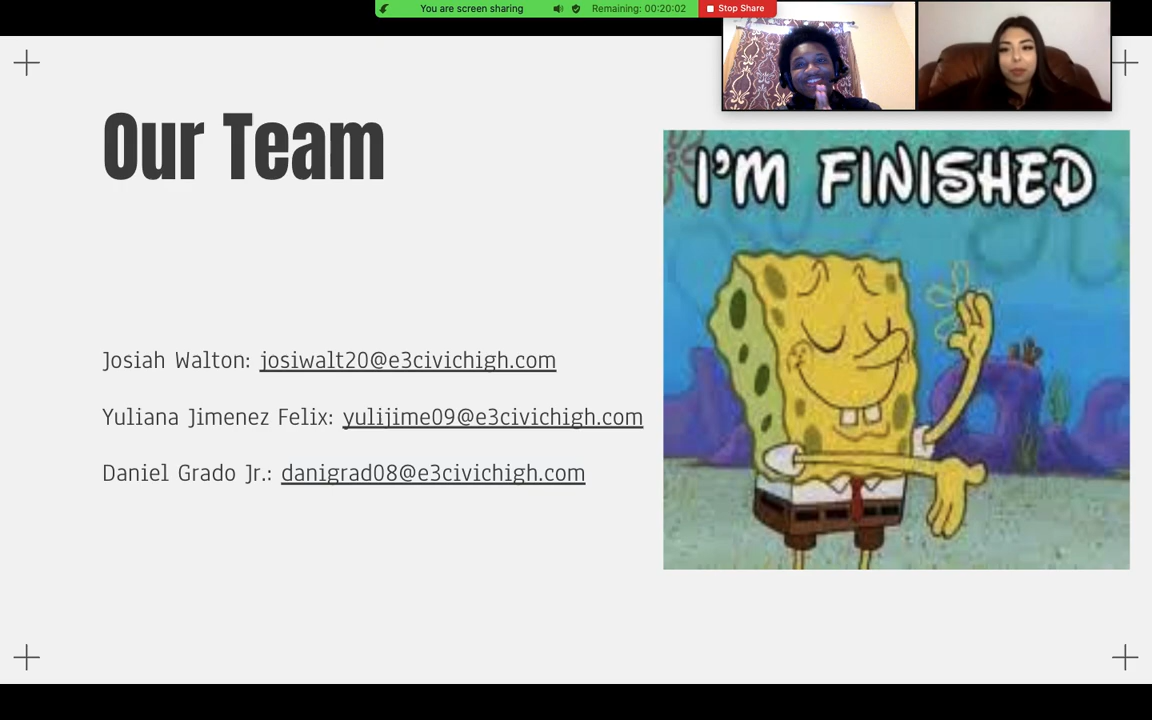 You are screen sharing
Remaining: 00:20:02
Stop Share
Our Team
I'M FINISHED
Josiah Walton: josiwalt20@e3civichigh.com
Yuliana Jimenez Felix: yulijime09@e3civichigh.com
Daniel Grado Jr.: danigrad08@e3civichigh.com